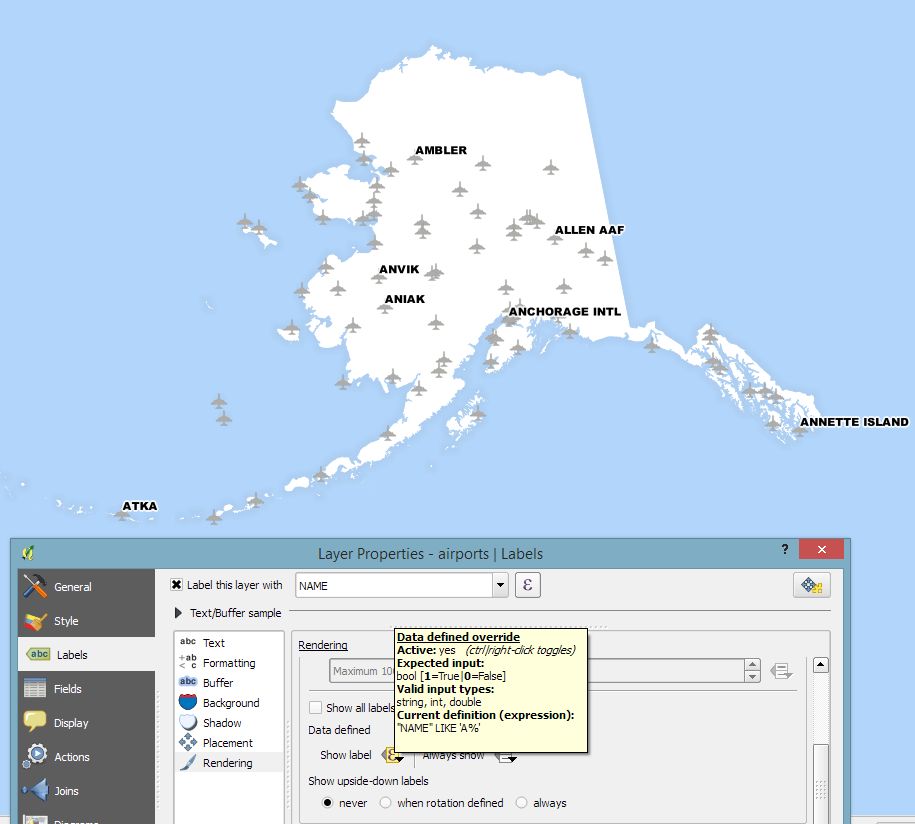 AMBLER
ALLEN AAF
ANVIK
ANIAK
ANCHORAGE INTL
ANNETTE ISLAND
ATKA
Layer Properties - airports | Labels
?
General
Style
Labels
Fields
Display
Actions
Joins
Label this layer with
NAME
ε
Text/Buffer sample
abc Text
+ab < c Formatting
abc Buffer
Background
Shadow
Placement
Rendering
Rendering
Maximum 10
Show all labels
Data defined
Show label
Always show
Show upside-down labels
never
when rotation defined
always
Data defined override
Active: yes (ctrl|right-click toggles)
Expected input:
bool [1=True|0=False]
Valid input types:
string, int, double
Current definition (expression):
"NAME" LIKE 'A%'